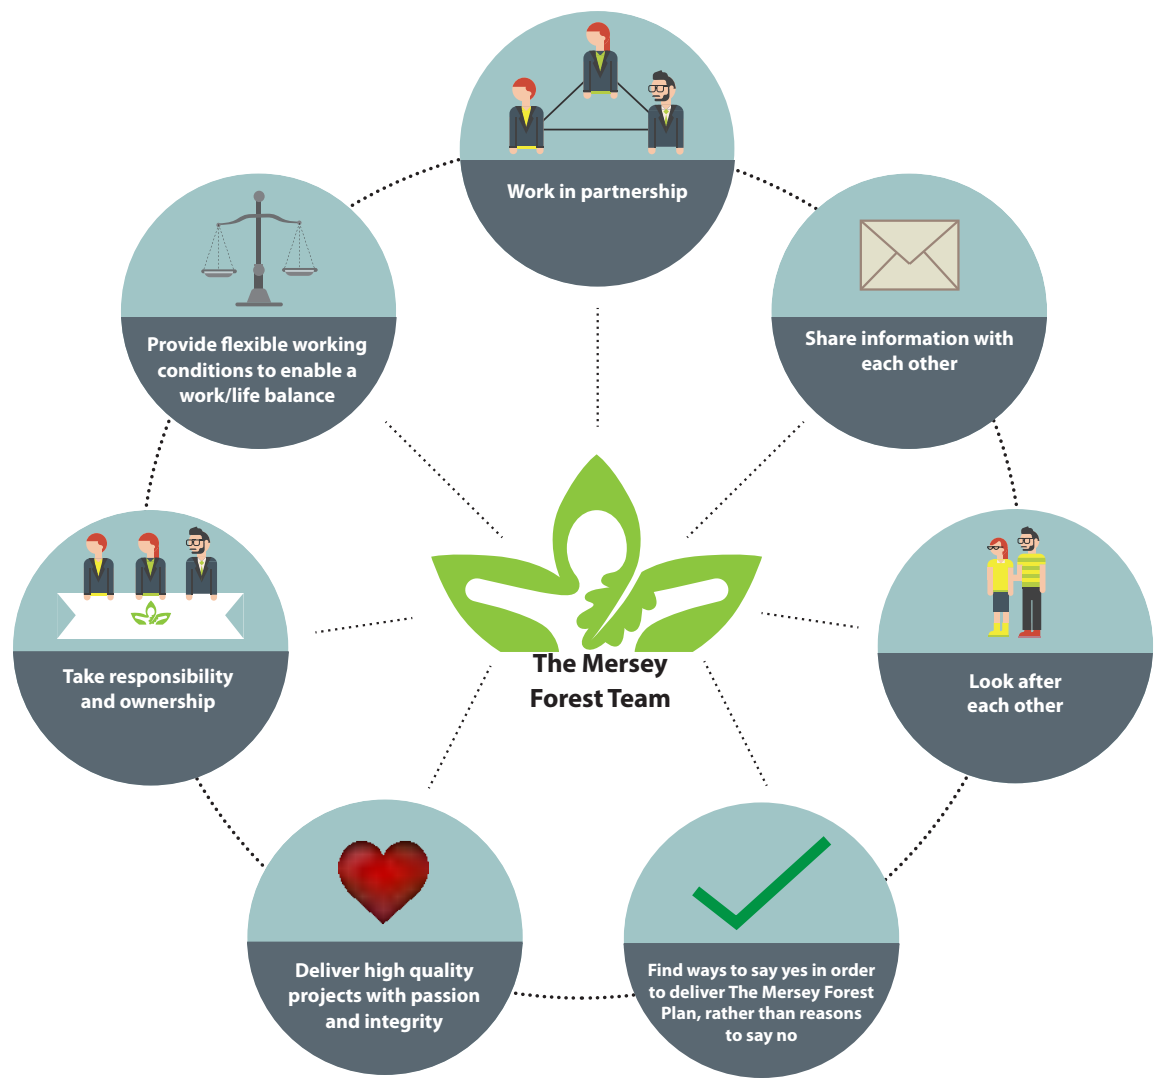 Work in partnership
Share information with
each other
Look after
each other
Find ways to say yes in order
to deliver The Mersey Forest
Plan, rather than reasons
to say no
Deliver high quality
projects with passion
and integrity
Take responsibility
and ownership
Provide flexible working
conditions to enable a
work/life balance
The Mersey
Forest Team